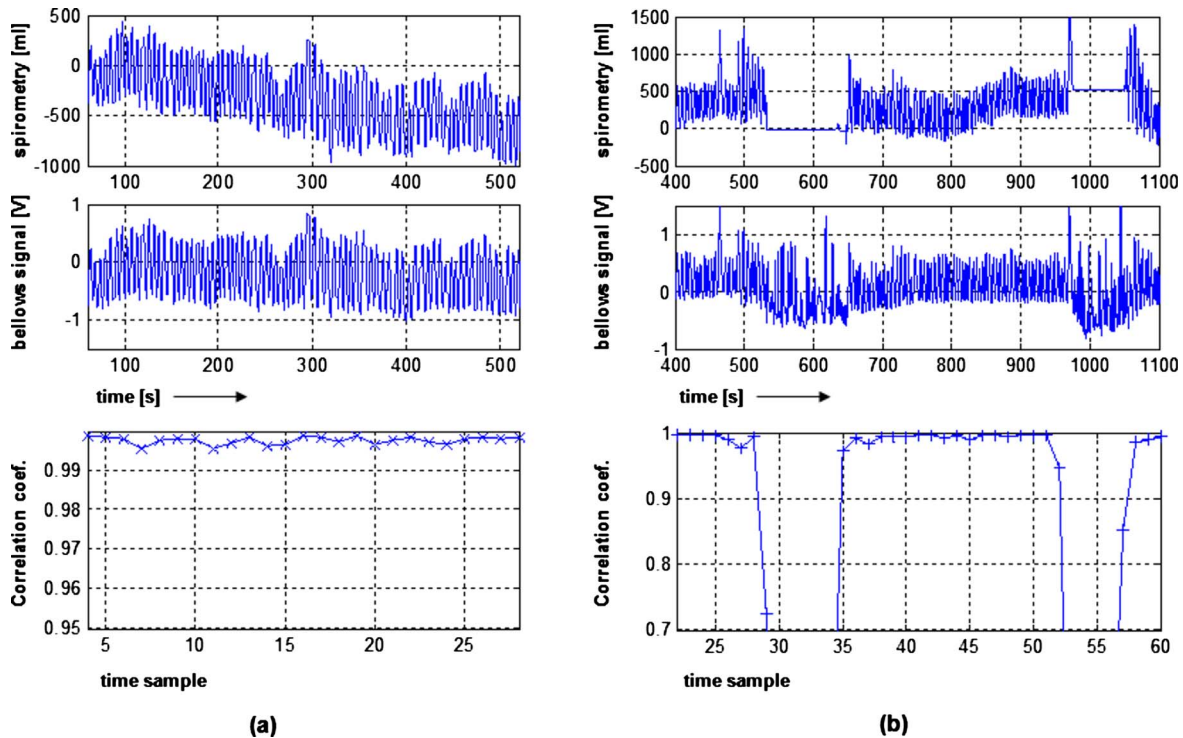 spirometry [ml]
500
0
-500
-1000
100 200 300 400 500
bellows signal [V]
1
0
-1
100 200 300 400 500
time [s]
Correlation coef.
0.99
0.98
0.97
0.96
0.95
5 10 15 20 25
time sample
(a)
spirometry [ml]
1500
1000
500
0
-500
400 500 600 700 800 900 1000 1100
bellows signal [V]
1
0
-1
400 500 600 700 800 900 1000 1100
time [s]
Correlation coef.
1
0.9
0.8
0.7
25 30 35 40 45 50 55 60
time sample
(b)